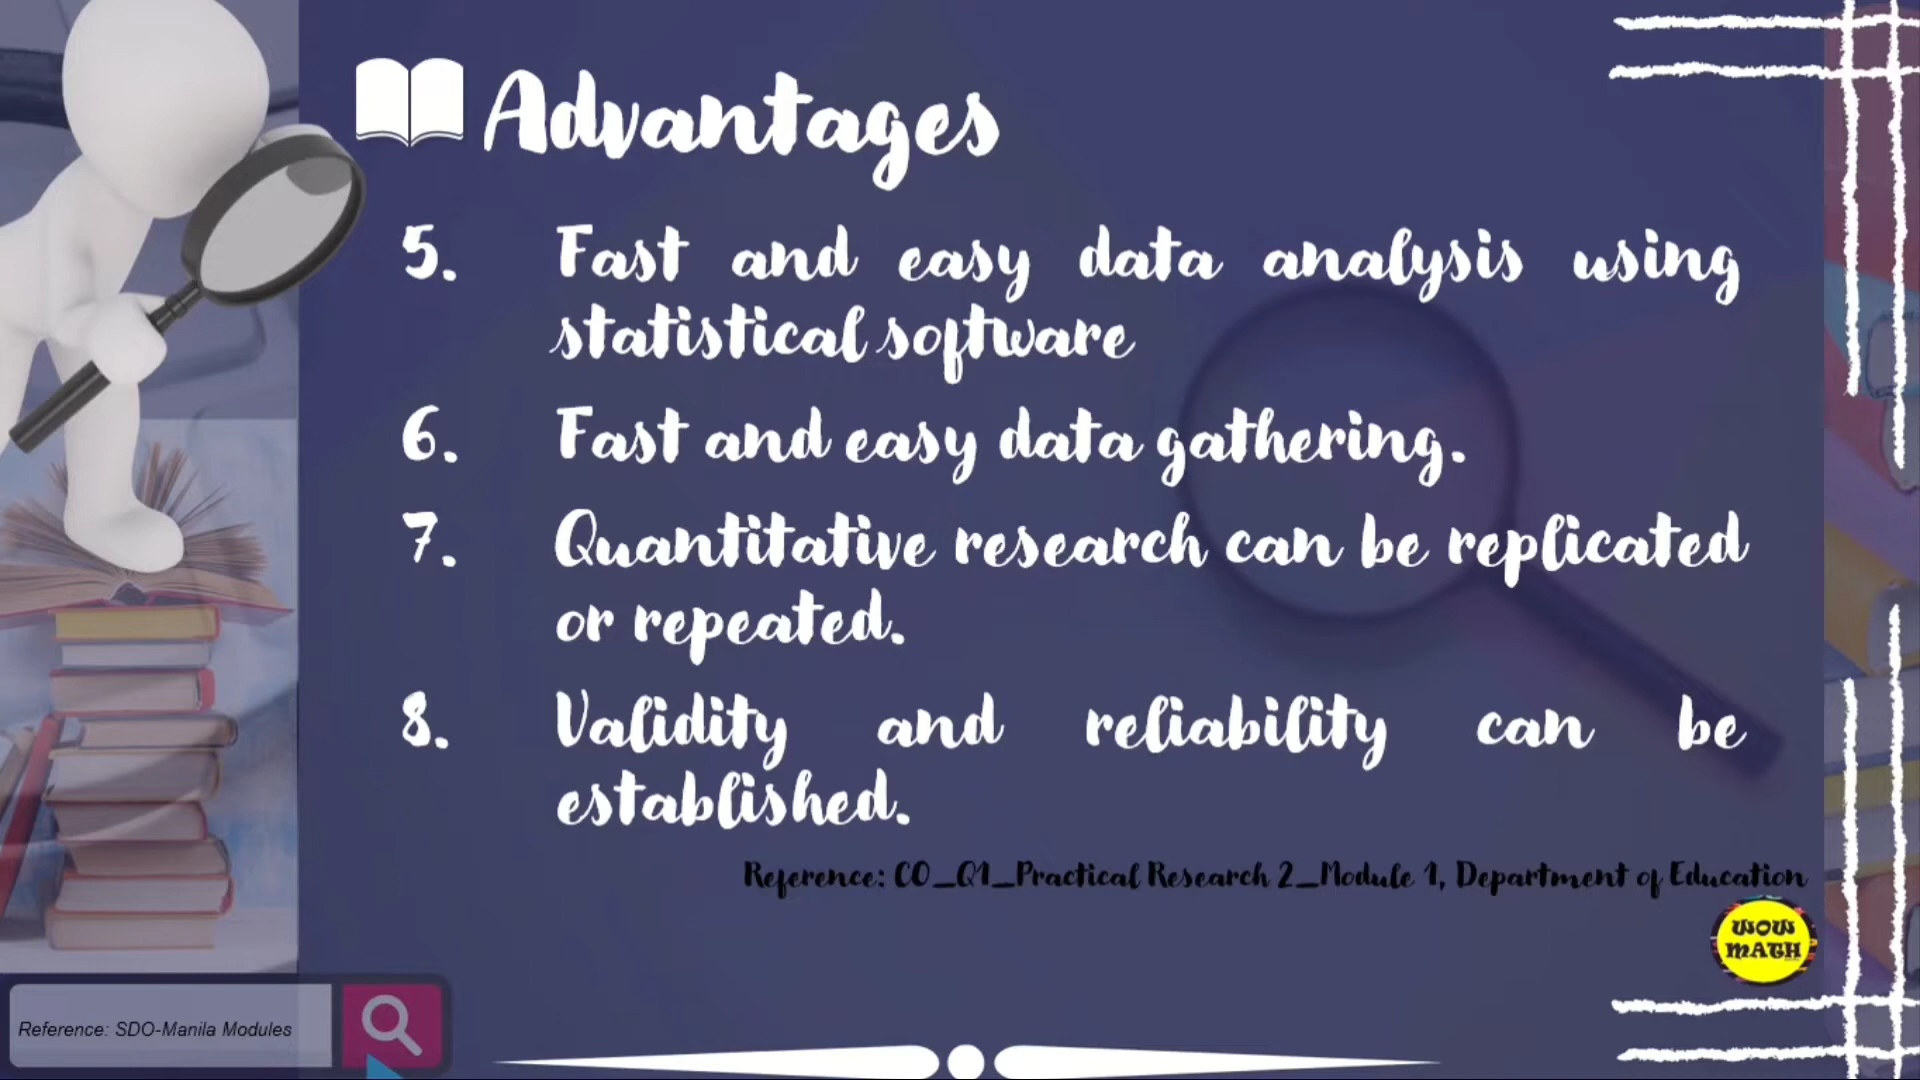 Advantages
5. Fast and easy data analysis using
statistical software
6. Fast and easy data gathering.
7. Quantitative research can be replicated
or repeated.
8. Validity and reliability can be
established.
Reference: CO_Q1_Practical Research 2_Module 1, Department of Education
WOW
MATH
Reference: SDO-Manila Modules